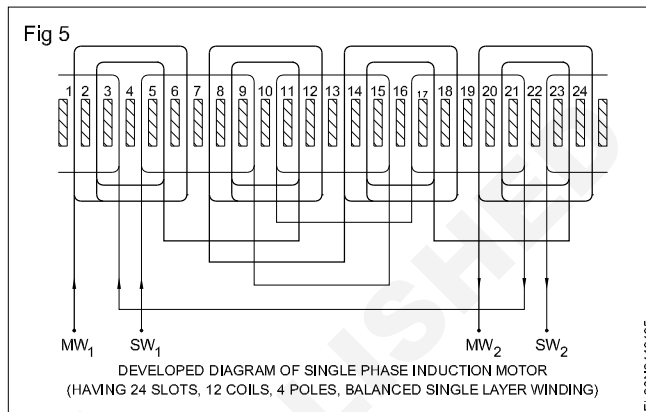 Fig 5
1 2 3 4 5 6 7 8 9 10 11 12 13 14 15 16 17 18 19 20 21 22 23 24
MW1 SW1 MW2 SW2
DEVELOPED DIAGRAM OF SINGLE PHASE INDUCTION MOTOR
(HAVING 24 SLOTS, 12 COILS, 4 POLES, BALANCED SINGLE LAYER WINDING)